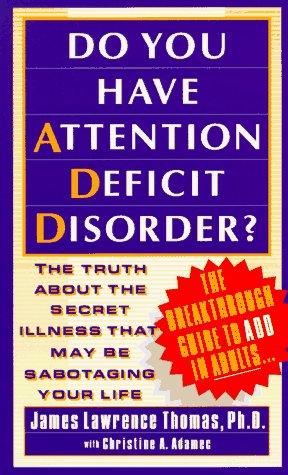 DO YOU
HAVE
ATTENTION
DEFICIT
DISORDER?
THE TRUTH
ABOUT THE
SECRET
ILLNESS THAT
MAY BE
SABOTAGING
YOUR LIFE
THE
BREAKTHROUGH
GUIDE TO ADD
IN ADULTS...
James Lawrence Thomas, Ph.D.
with Christine A. Adamec